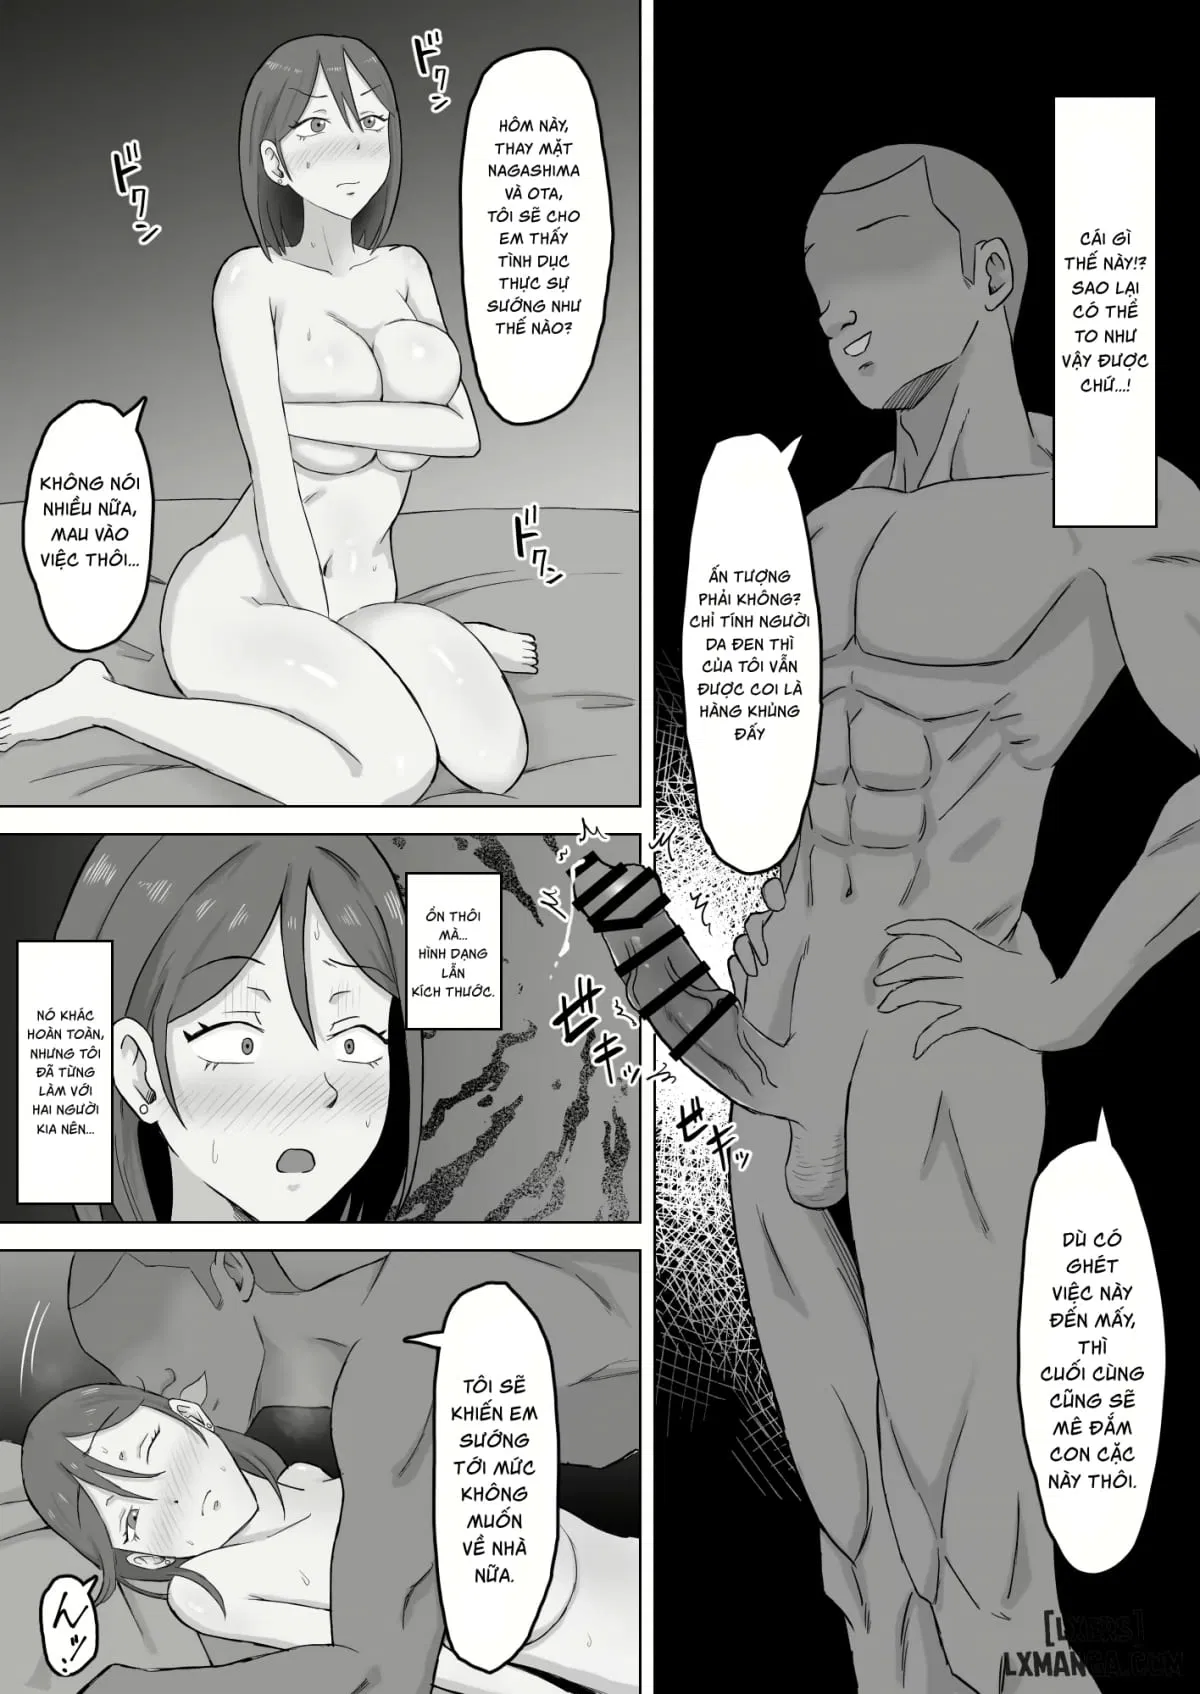 CÁI GÌ
THẾ NÀY!?
SAO LẠI
CÓ THỂ
TO NHƯ
VẬY ĐƯỢC
CHỨ...!
ẤN TƯỢNG
PHẢI KHÔNG?
CHỈ TÍNH NGƯỜI
DA ĐEN THÌ
CỦA TÔI VẪN
ĐƯỢC COI LÀ
HÀNG KHỦNG
ĐẤY
DÙ CÓ
GHÉT
VIỆC NÀY
ĐẾN MẤY,
THÌ
CUỐI CÙNG
CŨNG SẼ
MÊ ĐẮM
CON CẶC
NÀY THÔI.
HÔM NÀY,
THAY MẶT
NAGASHIMA
VÀ OTA,
TÔI SẼ CHO
EM THẤY
TÌNH DỤC
THỰC SỰ
SƯỚNG NHƯ
THẾ NÀO?
KHÔNG NÓI
NHIỀU NỮA,
MAU VÀO
VIỆC THÔI...
ドクン
ドクン
ドクン
ỒN THÔI
MÀ...
HÌNH DẠNG
LẪN
KÍCH THƯỚC.
NÓ KHÁC
HOÀN TOÀN,
NHƯNG TÔI
ĐÃ TỪNG
LÀM VỚI
HAI NGƯỜI
KIA NÊN...
ビキッ
ビキッ
TÔI SẼ
KHIẾN EM
SƯỚNG
TỚI MỨC
KHÔNG
MUỐN
VỀ NHÀ
NỮA.
んッ…!
[LXERS]
LXMANGA.COM